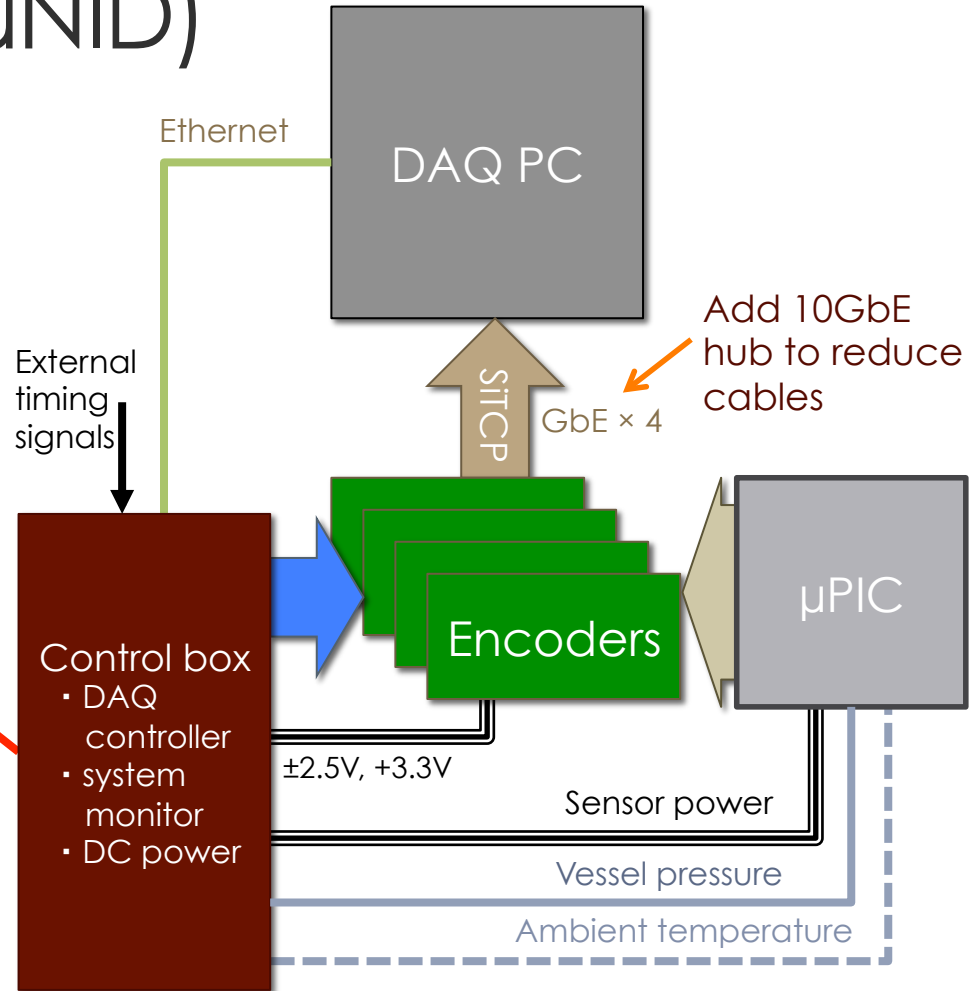 μNID)
Ethernet
DAQ PC
Add 10GbE
hub to reduce
cables
External
timing
signals
SiTCP
GbE × 4
μPIC
Encoders
Control box
・DAQ
controller
・system
monitor
・DC power
±2.5V, +3.3V
Sensor power
Vessel pressure
Ambient temperature